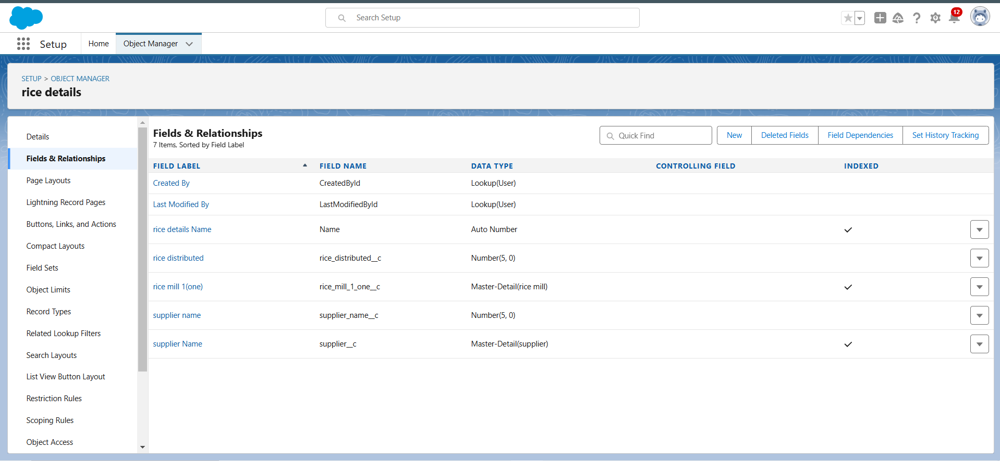 Search Setup
12
Setup
Home
Object Manager
SETUP > OBJECT MANAGER
rice details
Details
Fields & Relationships
Page Layouts
Lightning Record Pages
Buttons, Links, and Actions
Compact Layouts
Field Sets
Object Limits
Record Types
Related Lookup Filters
Search Layouts
List View Button Layout
Restriction Rules
Scoping Rules
Object Access
Fields & Relationships
7 Items, Sorted by Field Label
Quick Find
New Deleted Fields Field Dependencies Set History Tracking
FIELD LABEL FIELD NAME DATA TYPE CONTROLLING FIELD INDEXED
Created By CreatedById Lookup(User)
Last Modified By LastModifiedById Lookup(User)
rice details Name Name Auto Number
rice distributed rice_distributed__c Number(5, 0)
rice mill 1(one) rice_mill_1_one__c Master-Detail(rice mill)
supplier name supplier_name__c Number(5, 0)
supplier Name supplier__c Master-Detail(supplier)